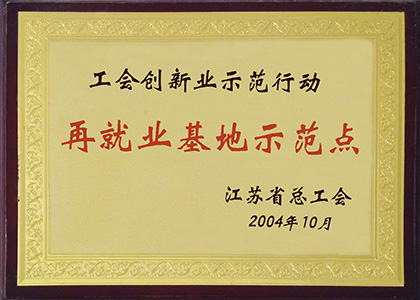 工会创新业示范行动
再就业基地示范点
江苏省总工会
2004年10月